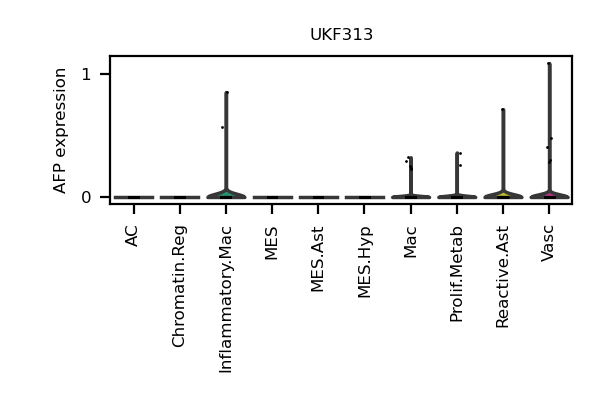 UKF313
AFP expression
1
0
AC
Chromatin.Reg
Inflammatory.Mac
MES
MES.Ast
MES.Hyp
Mac
Prolif.Metab
Reactive.Ast
Vasc